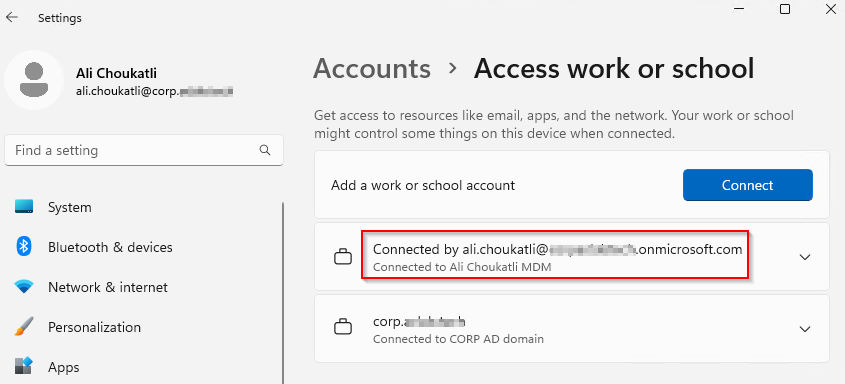 Settings
Ali Choukatli
ali.choukatli@corp.
Find a setting
System
Bluetooth & devices
Network & internet
Personalization
Apps
Accounts > Access work or school
Get access to resources like email, apps, and the network. Your work or school
might control some things on this device when connected.
Add a work or school account
Connect
Connected by ali.choukatli@ .onmicrosoft.com
Connected to Ali Choukatli MDM
corp.
Connected to CORP AD domain